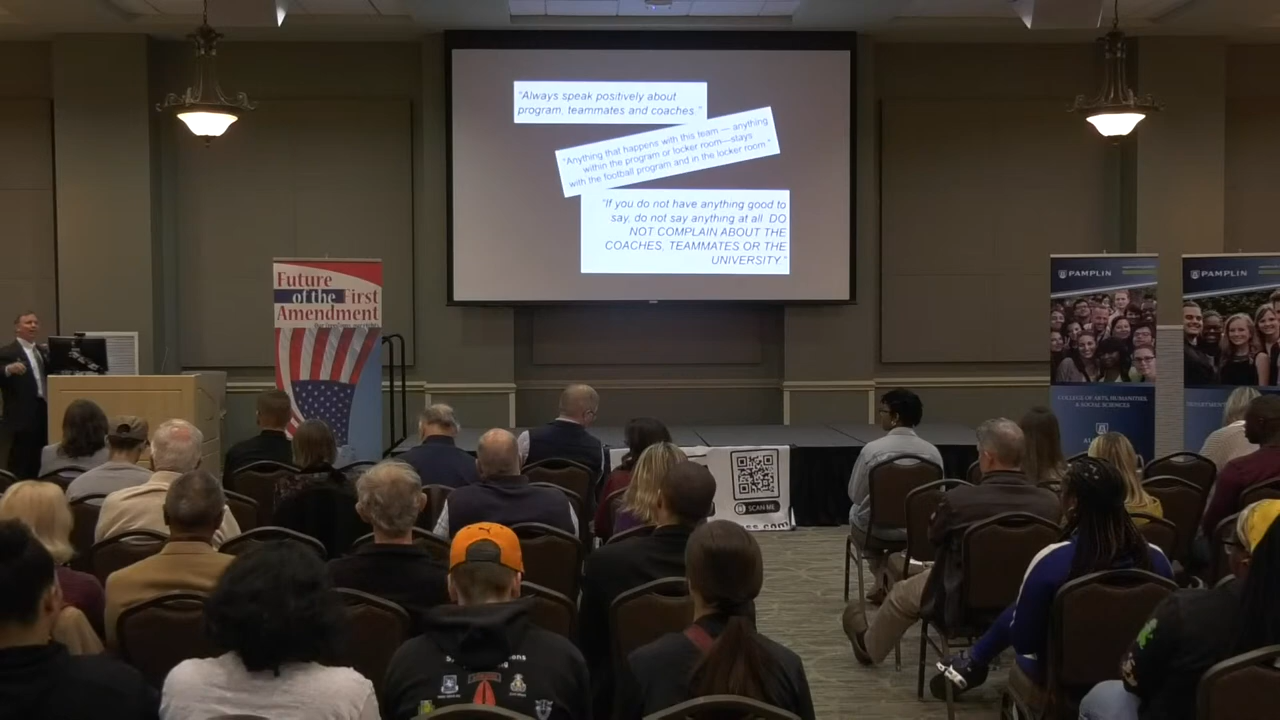 "Always speak positively about
program, teammates and coaches."
"Anything that happens with this team — anything
within the program or locker room—stays
with the football program and in the locker room."
"If you do not have anything good to
say, do not say anything at all. DO
NOT COMPLAIN ABOUT THE
COACHES, TEAMMATES OR THE
UNIVERSITY."
Future
of the First
Amendment
PAMPLIN
COLLEGE OF ARTS, HUMANITIES,
& SOCIAL SCIENCES
PAMPLIN
SCAN ME